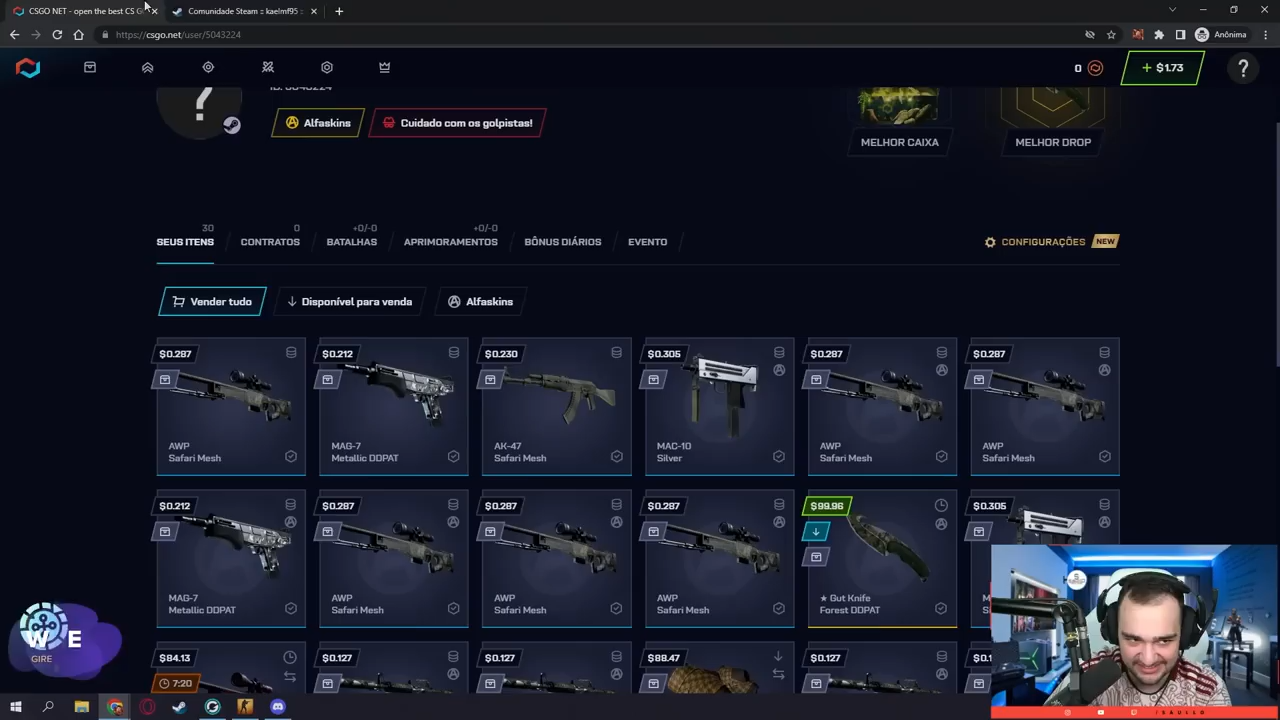 CSGO NET - open the best CS G
Comunidade Steam :: kaelmf95 ::
https://csgo.net/user/5043224
Anônima
0
+ $1.73
?
ID: 5043224
Alfaskins
Cuidado com os golpistas!
MELHOR CAIXA
MELHOR DROP
30
0
+0/-0
+0/-0
SEUS ITENS
CONTRATOS
BATALHAS
APRIMORAMENTOS
BÔNUS DIÁRIOS
EVENTO
CONFIGURAÇÕES
NEW
Vender tudo
Disponível para venda
Alfaskins
$0.287
$0.212
$0.230
$0.305
$0.287
$0.287
AWP
Safari Mesh
MAG-7
Metallic DDPAT
AK-47
Safari Mesh
MAC-10
Silver
AWP
Safari Mesh
AWP
Safari Mesh
$0.212
$0.287
$0.287
$0.287
$99.96
$0.305
MAG-7
Metallic DDPAT
AWP
Safari Mesh
AWP
Safari Mesh
AWP
Safari Mesh
★ Gut Knife
Forest DDPAT
W E
GIRE
$84.13
$0.127
$0.127
$88.47
$0.127
7:20